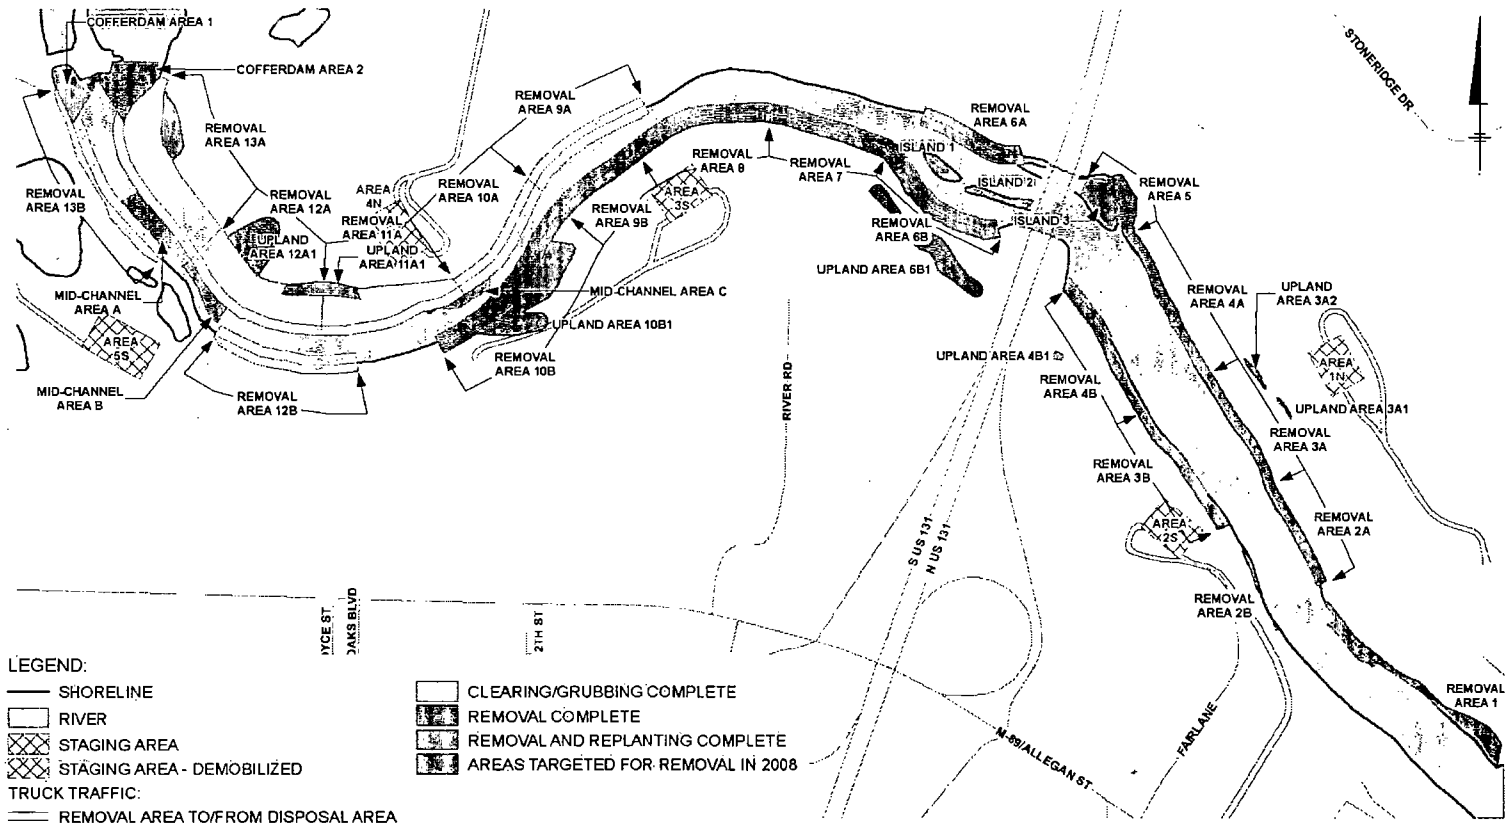 COFFERDAM AREA 1
COFFERDAM AREA 2
STONERIDGE DR
REMOVAL
AREA 9A
REMOVAL
AREA 6A
REMOVAL
AREA 13A
ISLAND 1
REMOVAL
AREA 8
REMOVAL
AREA 7
ISLAND 2
REMOVAL
AREA 5
REMOVAL
AREA 13B
REMOVAL
AREA 12A
AREA
4N
REMOVAL
AREA 10A
AREA
3S
REMOVAL
AREA 11A
REMOVAL
AREA 9B
ISLAND 3
REMOVAL
AREA 6B
UPLAND
AREA 12A1
UPLAND
AREA 11A1
UPLAND AREA 6B1
MID-CHANNEL
AREA A
MID-CHANNEL AREA C
REMOVAL
AREA 4A
UPLAND
AREA 3A2
UPLAND AREA 10B1
AREA
5S
REMOVAL
AREA 10B
UPLAND AREA 4B1
AREA
1N
MID-CHANNEL
AREA B
REMOVAL
AREA 12B
REMOVAL
AREA 4B
RIVER RD
UPLAND AREA 3A1
REMOVAL
AREA 3A
REMOVAL
AREA 3B
REMOVAL
AREA 2A
AREA
2S
S US 131
N US 131
REMOVAL
AREA 2B
YCE ST
OAKS BLVD
2TH ST
REMOVAL
AREA 1
M-89/ALLEGAN ST
FAIRLANE
LEGEND:
SHORELINE
RIVER
STAGING AREA
STAGING AREA - DEMOBILIZED
TRUCK TRAFFIC:
REMOVAL AREA TO/FROM DISPOSAL AREA
CLEARING/GRUBBING COMPLETE
REMOVAL COMPLETE
REMOVAL AND REPLANTING COMPLETE
AREAS TARGETED FOR REMOVAL IN 2008